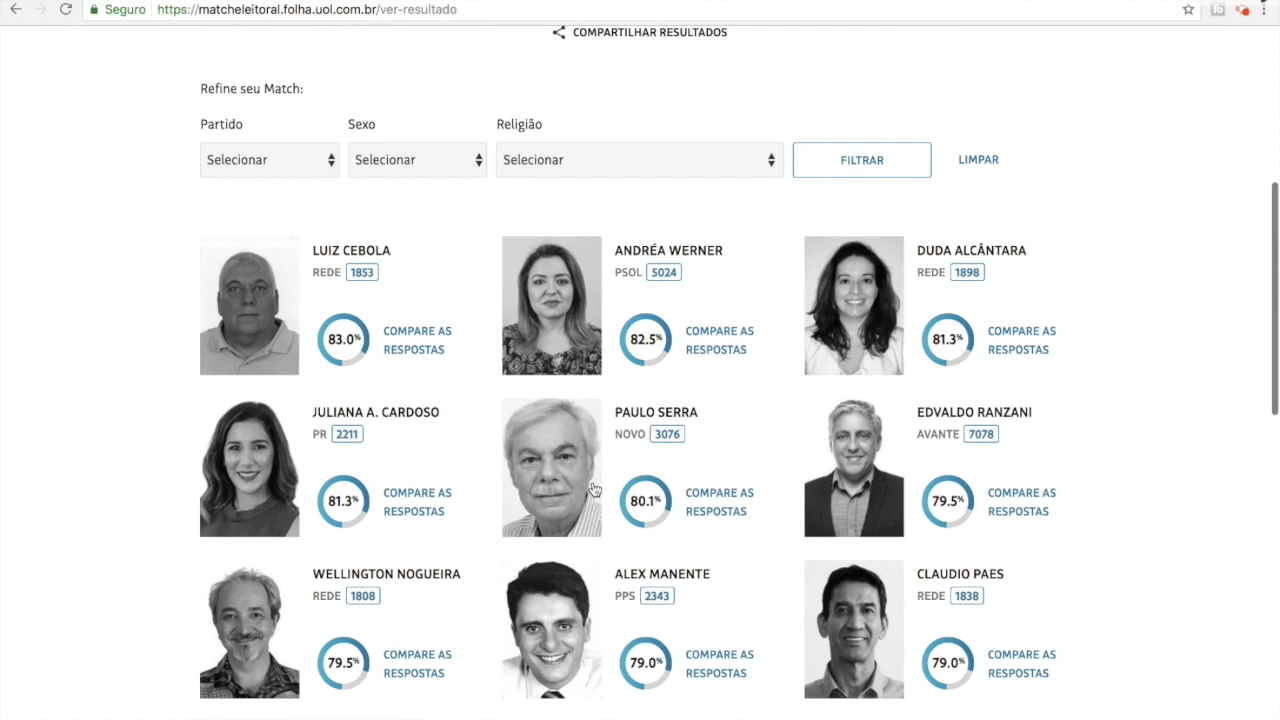 Seguro https://matcheleitoral.folha.uol.com.br/ver-resultado
COMPARTILHAR RESULTADOS
Refine seu Match:
Partido Sexo Religião
Selecionar Selecionar Selecionar FILTRAR LIMPAR
LUIZ CEBOLA
REDE 1853
83.0%
COMPARE AS
RESPOSTAS
ANDRÉA WERNER
PSOL 5024
82.5%
COMPARE AS
RESPOSTAS
DUDA ALCÂNTARA
REDE 1898
81.3%
COMPARE AS
RESPOSTAS
JULIANA A. CARDOSO
PR 2211
81.3%
COMPARE AS
RESPOSTAS
PAULO SERRA
NOVO 3076
80.1%
COMPARE AS
RESPOSTAS
EDVALDO RANZANI
AVANTE 7078
79.5%
COMPARE AS
RESPOSTAS
WELLINGTON NOGUEIRA
REDE 1808
79.5%
COMPARE AS
RESPOSTAS
ALEX MANENTE
PPS 2343
79.0%
COMPARE AS
RESPOSTAS
CLAUDIO PAES
REDE 1838
79.0%
COMPARE AS
RESPOSTAS